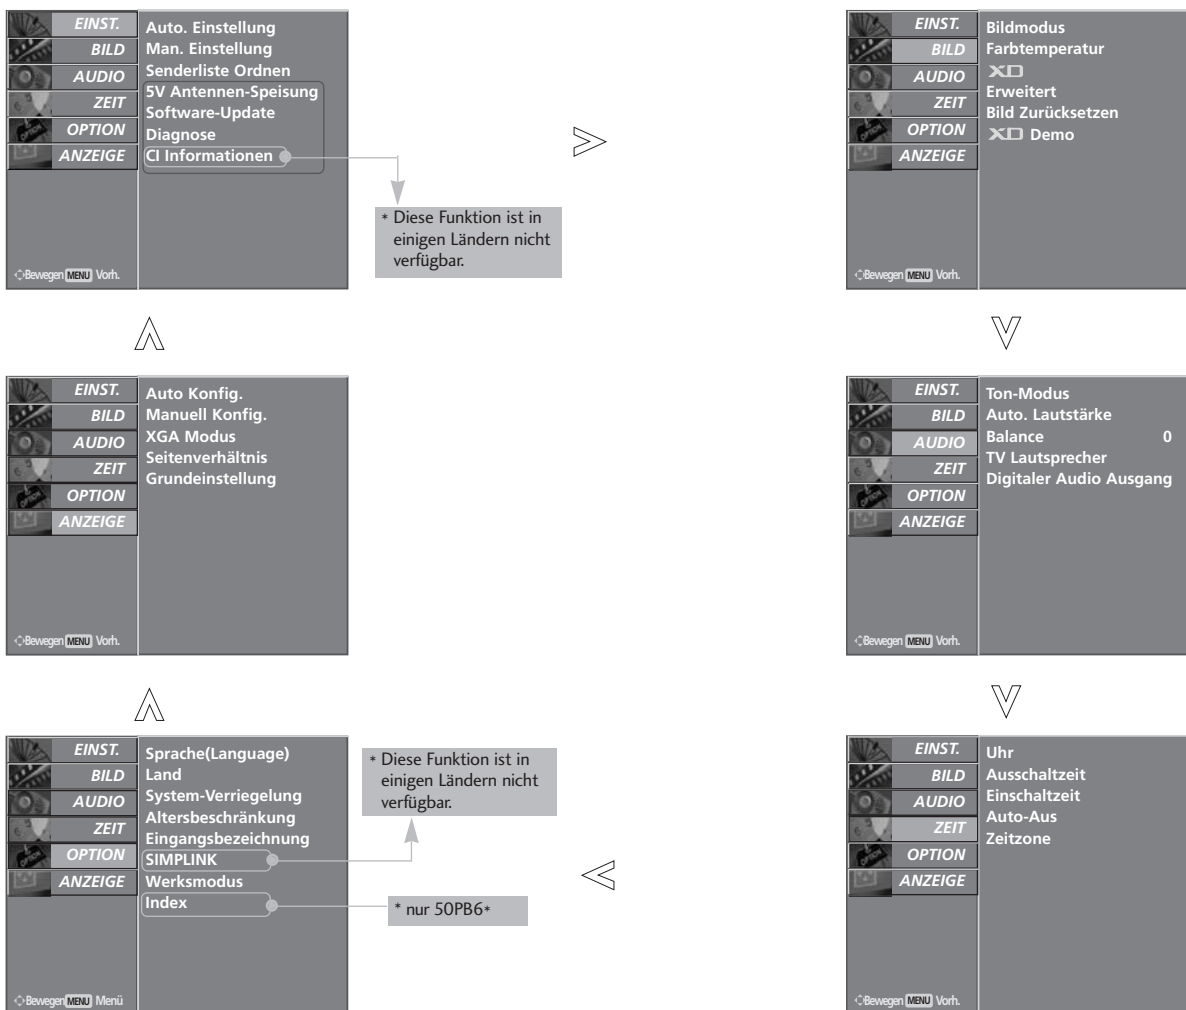 EINST.
BILD
AUDIO
ZEIT
OPTION
ANZEIGE
Bewegen MENU Vorh.
Auto. Einstellung
Man. Einstellung
Senderliste Ordnen
5V Antennen-Speisung
Software-Update
Diagnose
CI Informationen
* Diese Funktion ist in
einigen Ländern nicht
verfügbar.
EINST.
BILD
AUDIO
ZEIT
OPTION
ANZEIGE
Bewegen MENU Vorh.
Bildmodus
Farbtemperatur
XD
Erweitert
Bild Zurücksetzen
XD Demo
EINST.
BILD
AUDIO
ZEIT
OPTION
ANZEIGE
Bewegen MENU Vorh.
Auto Konfig.
Manuell Konfig.
XGA Modus
Seitenverhältnis
Grundeinstellung
EINST.
BILD
AUDIO
ZEIT
OPTION
ANZEIGE
Bewegen MENU Vorh.
Ton-Modus
Auto. Lautstärke
Balance 0
TV Lautsprecher
Digitaler Audio Ausgang
EINST.
BILD
AUDIO
ZEIT
OPTION
ANZEIGE
Bewegen MENU Menü
Sprache(Language)
Land
System-Verriegelung
Altersbeschränkung
Eingangsbezeichnung
SIMPLINK
Werksmodus
Index
* Diese Funktion ist in
einigen Ländern nicht
verfügbar.
* nur 50PB6*
EINST.
BILD
AUDIO
ZEIT
OPTION
ANZEIGE
Bewegen MENU Vorh.
Uhr
Ausschaltzeit
Einschaltzeit
Auto-Aus
Zeitzone